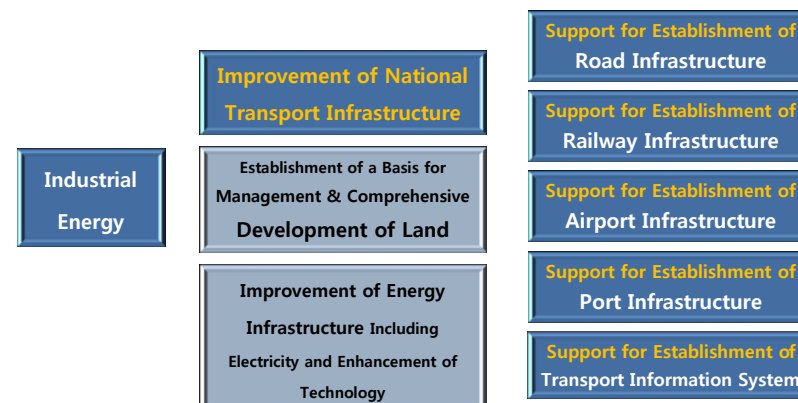 Industrial
Energy
Improvement of National
Transport Infrastructure
Establishment of a Basis for
Management & Comprehensive
Development of Land
Improvement of Energy
Infrastructure Including
Electricity and Enhancement of
Technology
Support for Establishment of
Road Infrastructure
Support for Establishment of
Railway Infrastructure
Support for Establishment of
Airport Infrastructure
Support for Establishment of
Port Infrastructure
Support for Establishment of
Transport Information System